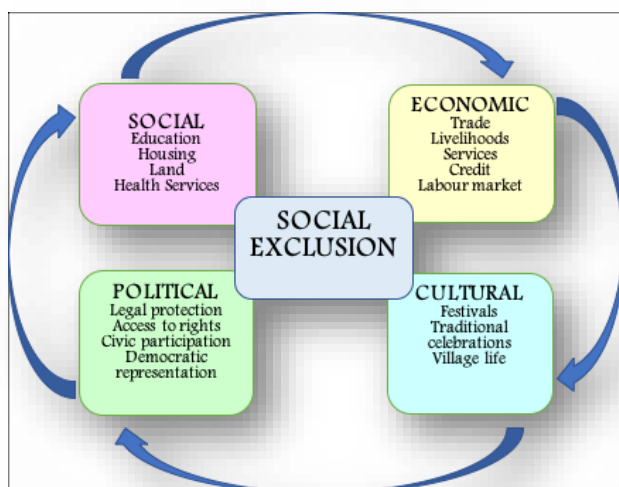 SOCIAL
Education
Housing
Land
Health Services
ECONOMIC
Trade
Livelihoods
Services
Credit
Labour market
SOCIAL
EXCLUSION
POLITICAL
Legal protection
Access to rights
Civic participation
Democratic
representation
CULTURAL
Festivals
Traditional
celebrations
Village life